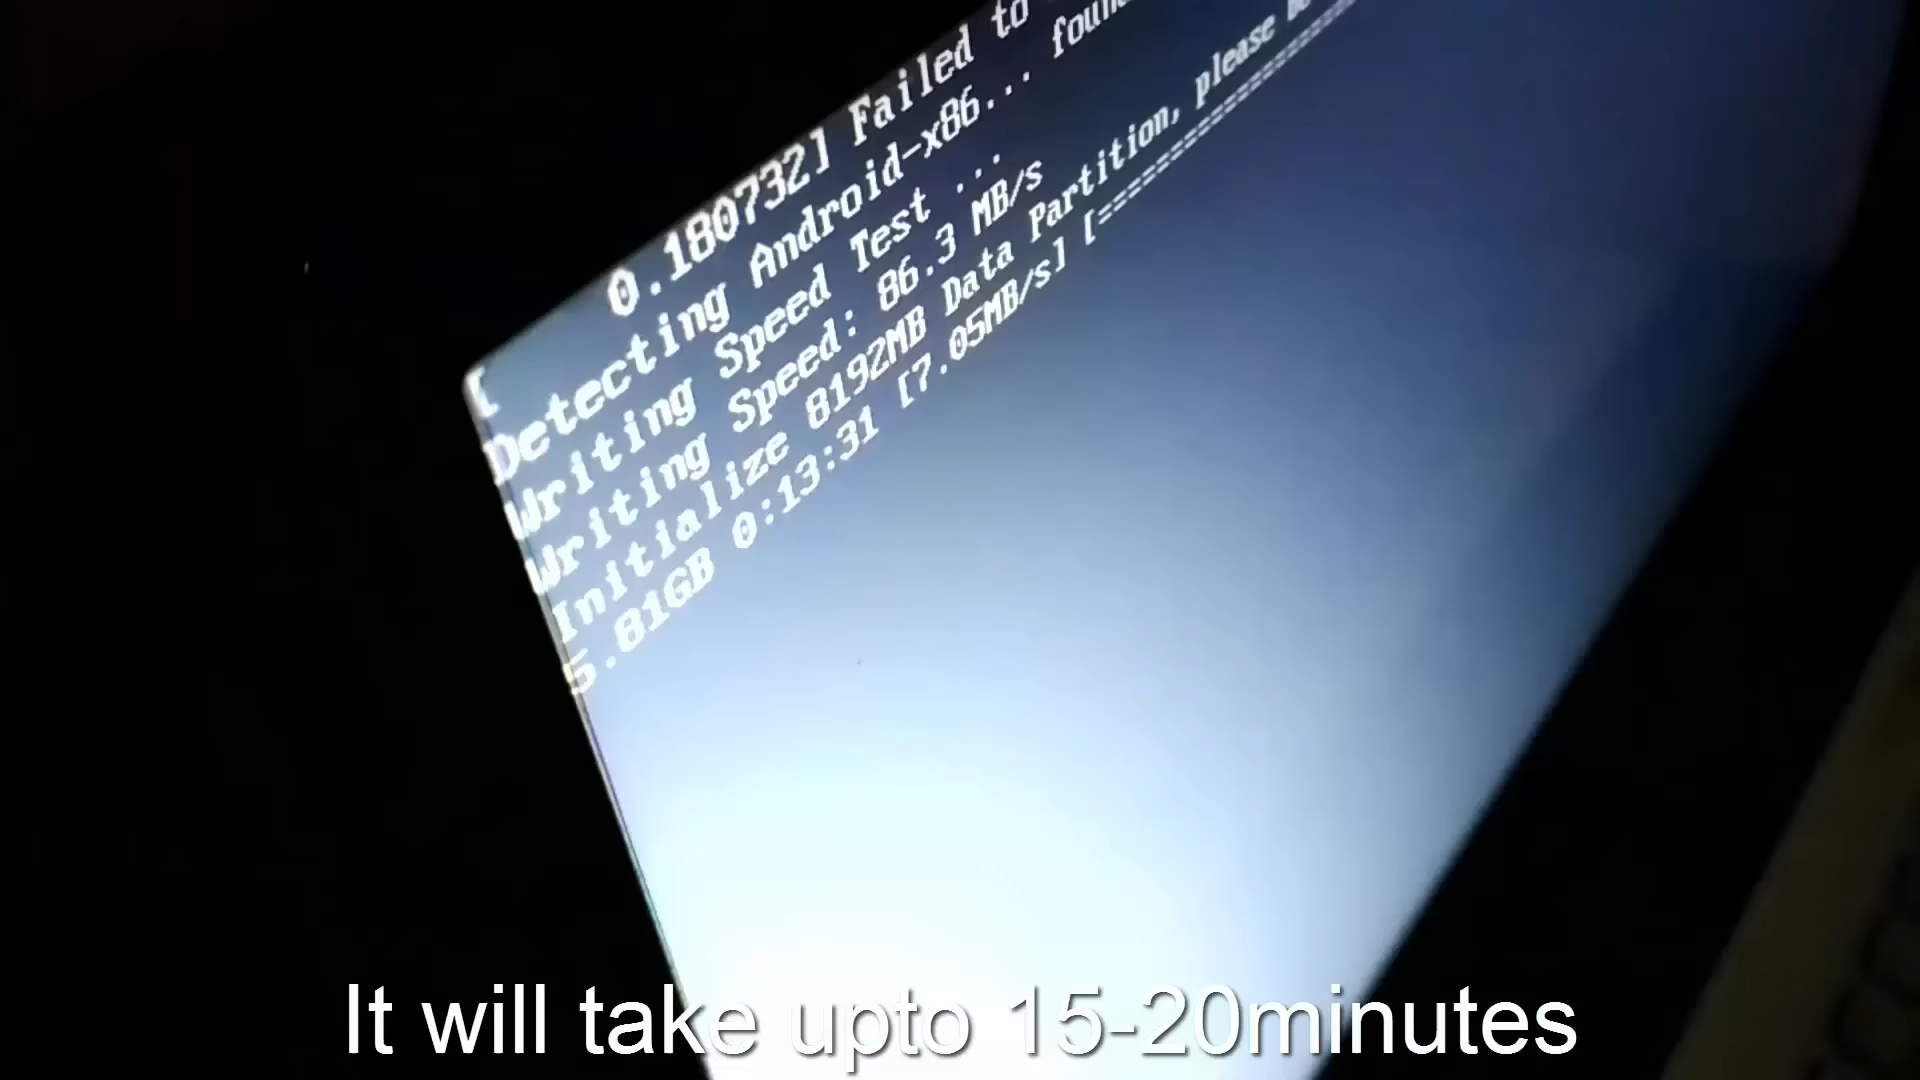 [ 0.180732] Failed to
Detecting Android-x86... found
Writing Speed Test ...
Writing Speed: 86.3 MB/s
Initialize 8192MB Data Partition, please
5.81GB 0:13:31 [7.05MB/s] [==============================
It will take upto 15-20minutes